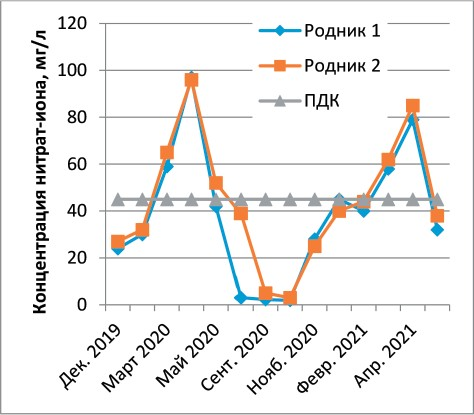 Концентрация нитрат-иона, мг/л
120
100
80
60
40
20
0
Родник 1
Родник 2
ПДК
Дек. 2019
Март 2020
Май 2020
Сент. 2020
Нояб. 2020
Февр. 2021
Апр. 2021